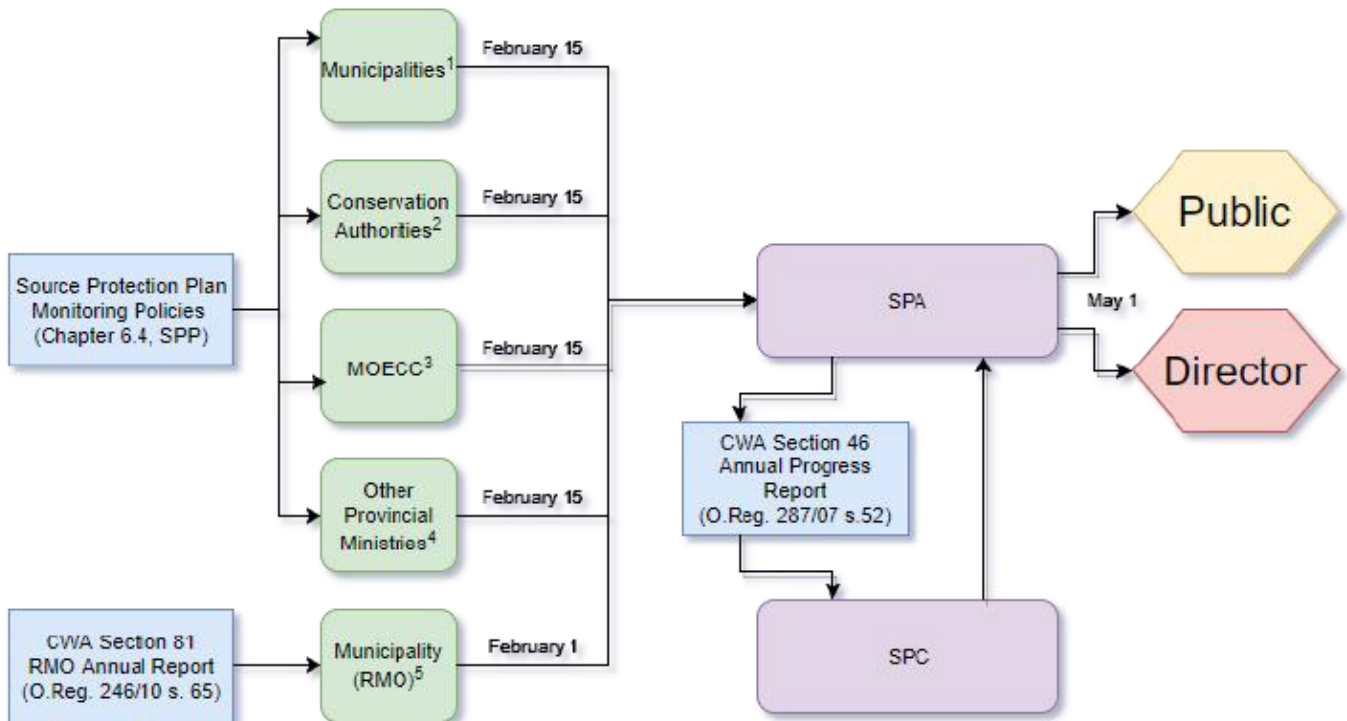 February 15
Municipalities¹
February 15
Conservation
Authorities²
Public
Source Protection Plan
Monitoring Policies
(Chapter 6.4, SPP)
SPA
May 1
February 15
MOECC³
Director
CWA Section 46
Annual Progress
Report
(O.Reg. 287/07 s.52)
February 15
Other
Provincial
Ministries⁴
CWA Section 81
RMO Annual Report
(O.Reg. 246/10 s. 65)
Municipality
(RMO)⁵
February 1
SPC